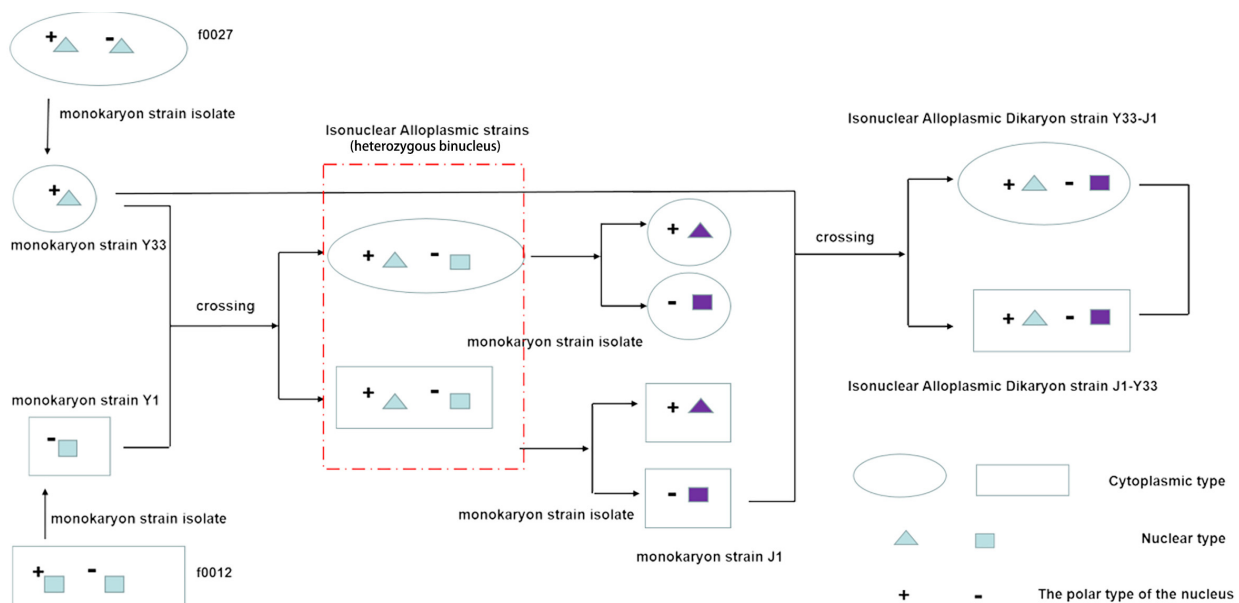 + - f0027
monokaryon strain isolate
Isonuclear Alloplasmic strains
(heterozygous binucleus)
Isonuclear Alloplasmic Dikaryon strain Y33-J1
+
monokaryon strain Y33
+ -
+
-
monokaryon strain isolate
crossing
crossing
+ -
+ -
+ -
Isonuclear Alloplasmic Dikaryon strain J1-Y33
monokaryon strain Y1
-
+
-
monokaryon strain isolate
monokaryon strain J1
monokaryon strain isolate
+ - f0012
Cytoplasmic type
Nuclear type
+ - The polar type of the nucleus